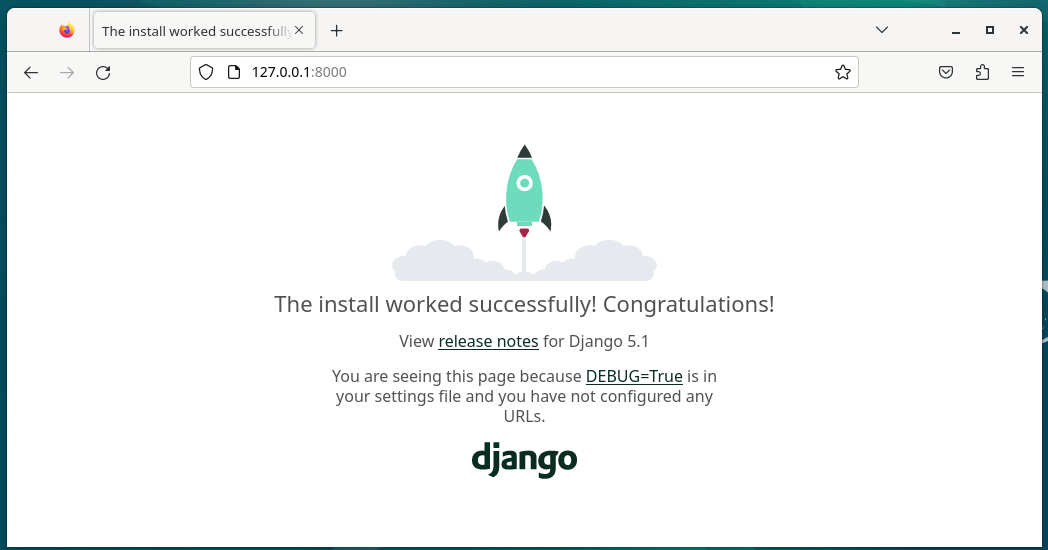 The install worked successfully
127.0.0.1:8000
The install worked successfully! Congratulations!
View release notes for Django 5.1
You are seeing this page because DEBUG=True is in
your settings file and you have not configured any
URLs.
django